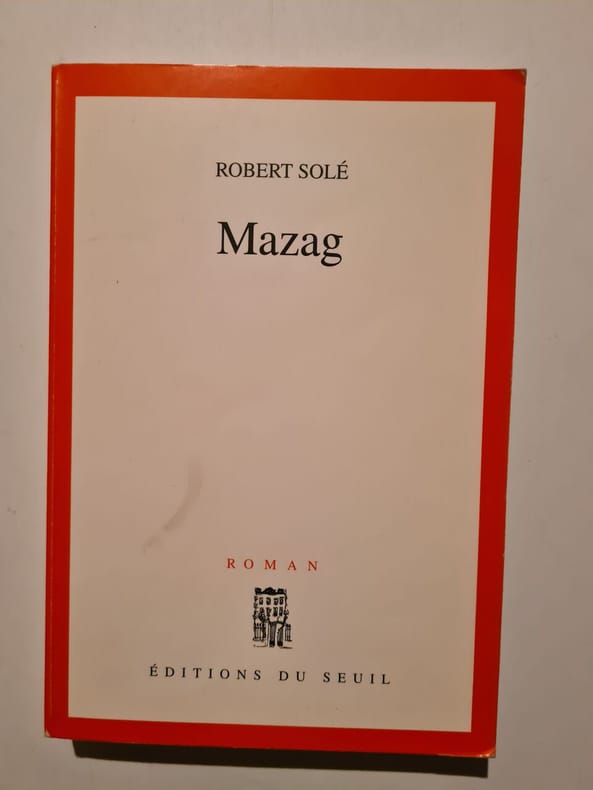 ROBERT SOLÉ
Mazag
ROMAN
ÉDITIONS DU SEUIL